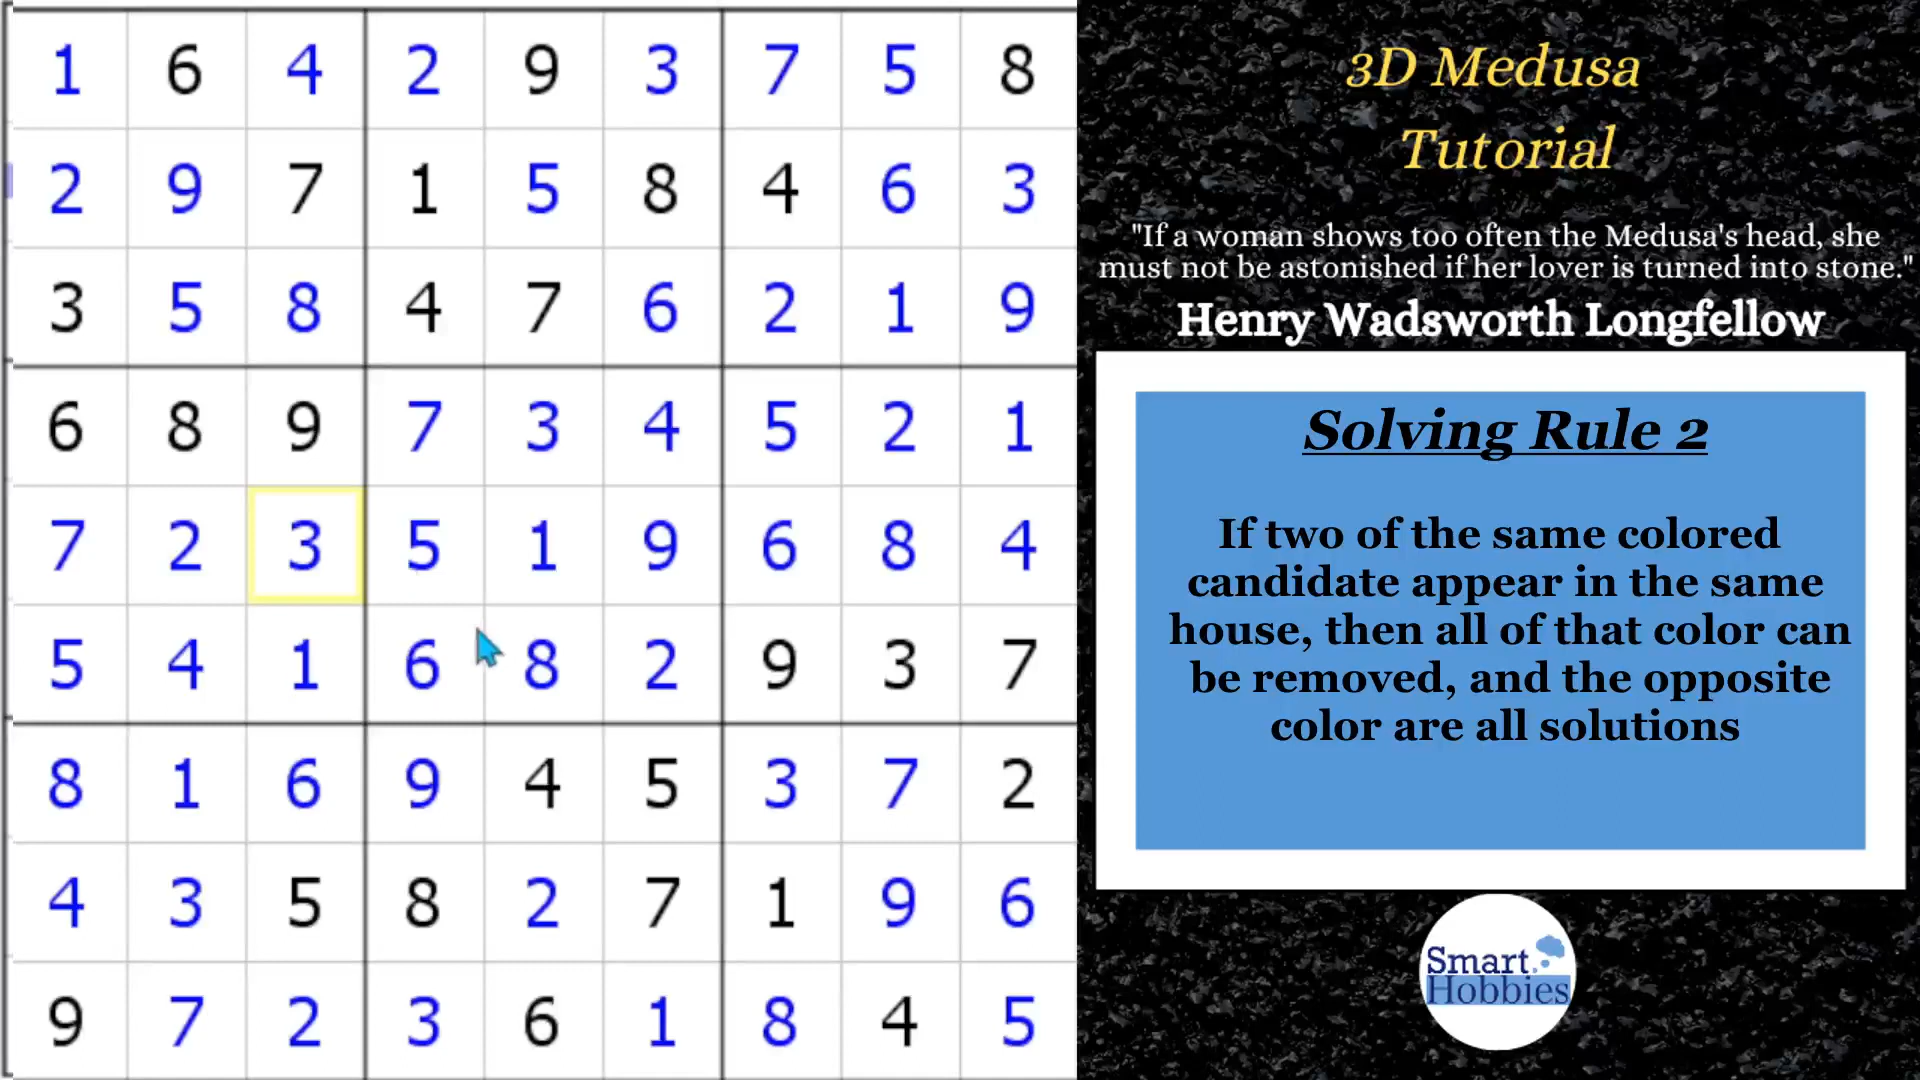 1 6 4 2 9 3 7 5 8
2 9 7 1 5 8 4 6 3
3 5 8 4 7 6 2 1 9
6 8 9 7 3 4 5 2 1
7 2 3 5 1 9 6 8 4
5 4 1 6 8 2 9 3 7
8 1 6 9 4 5 3 7 2
4 3 5 8 2 7 1 9 6
9 7 2 3 6 1 8 4 5
3D Medusa
Tutorial
"If a woman shows too often the Medusa's head, she
must not be astonished if her lover is turned into stone."
Henry Wadsworth Longfellow
Solving Rule 2
If two of the same colored
candidate appear in the same
house, then all of that color can
be removed, and the opposite
color are all solutions
Smart
Hobbies